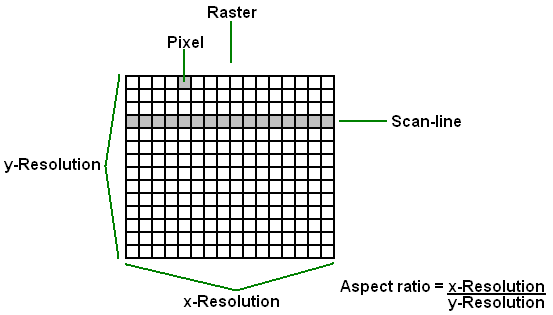 Raster
Pixel
Scan-line
y-Resolution
x-Resolution
Aspect ratio = x-Resolution
y-Resolution